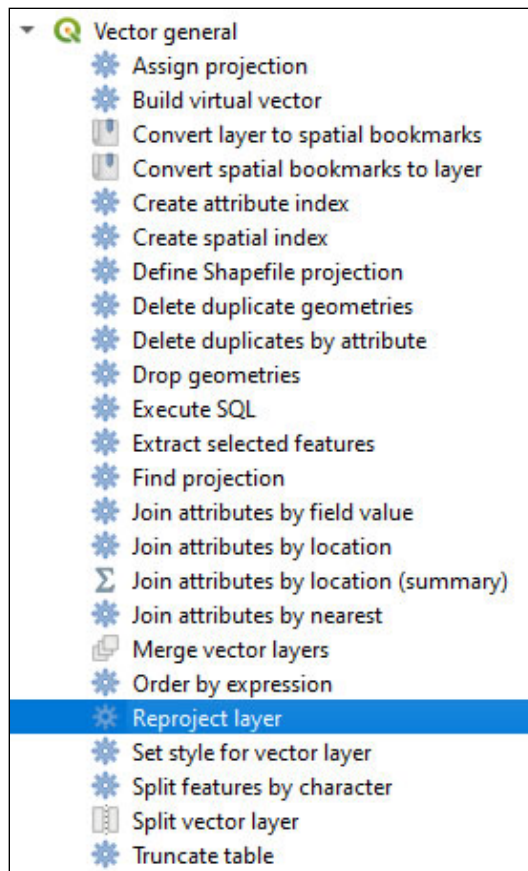 Vector general
Assign projection
Build virtual vector
Convert layer to spatial bookmarks
Convert spatial bookmarks to layer
Create attribute index
Create spatial index
Define Shapefile projection
Delete duplicate geometries
Delete duplicates by attribute
Drop geometries
Execute SQL
Extract selected features
Find projection
Join attributes by field value
Join attributes by location
Join attributes by location (summary)
Join attributes by nearest
Merge vector layers
Order by expression
Reproject layer
Set style for vector layer
Split features by character
Split vector layer
Truncate table